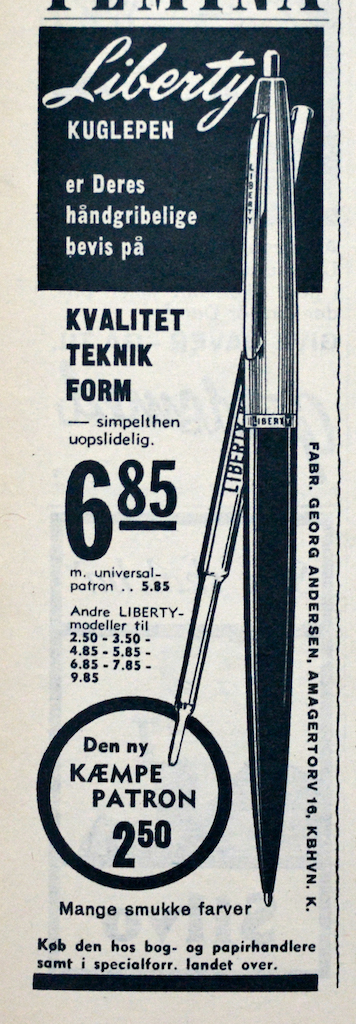 FEMINA
Liberty
KUGLEPEN
er Deres
håndgribelige
bevis på
LIBERTY
KVALITET
TEKNIK
FORM
— simpelthen
uopslidelig.
LIBERTY
LIBERTY
6 85
m. universal-
patron .. 5.85
Andre LIBERTY-
modeller til
2.50 - 3.50 -
4.85 - 5.85 -
6.85 - 7.85 -
9.85
FABR. GEORG ANDERSEN, AMAGERTORV 16, KBHVN. K.
Den ny
KÆMPE
PATRON
2 50
Mange smukke farver
Køb den hos bog- og papirhandlere
samt i specialforr. landet over.